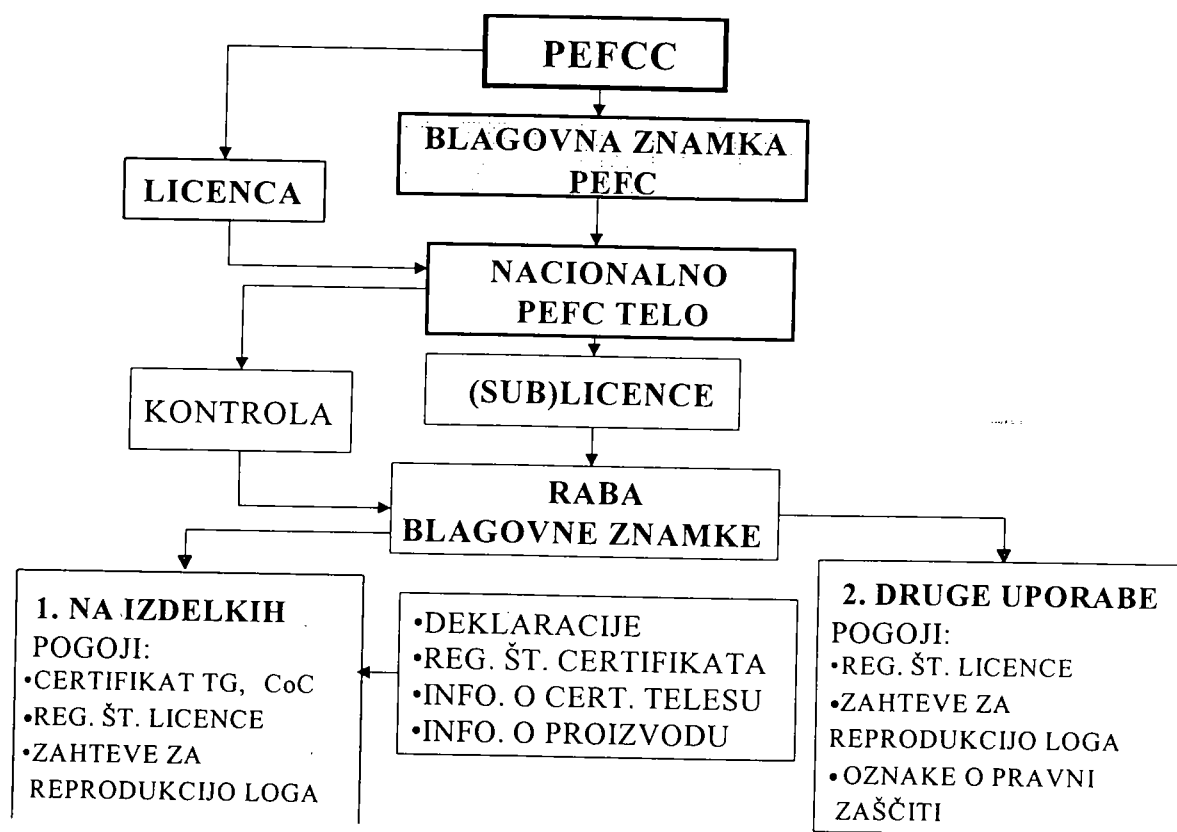 PEFCC
BLAGOVNA ZNAMKA
PEFC
LICENCA
NACIONALNO
PEFC TELO
(SUB)LICENCE
KONTROLA
RABA
BLAGOVNE ZNAMKE
1. NA IZDELKIH
POGOJI:
•CERTIFIKAT TG, CoC
•REG. ŠT. LICENCE
•ZAHTEVE ZA
REPRODUKCIJO LOGA
•DEKLARACIJE
•REG. ŠT. CERTIFIKATA
•INFO. O CERT. TELESU
•INFO. O PROIZVODU
2. DRUGE UPORABE
POGOJI:
•REG. ŠT. LICENCE
•ZAHTEVE ZA
REPRODUKCIJO LOGA
•OZNAKE O PRAVNI
ZAŠČITI